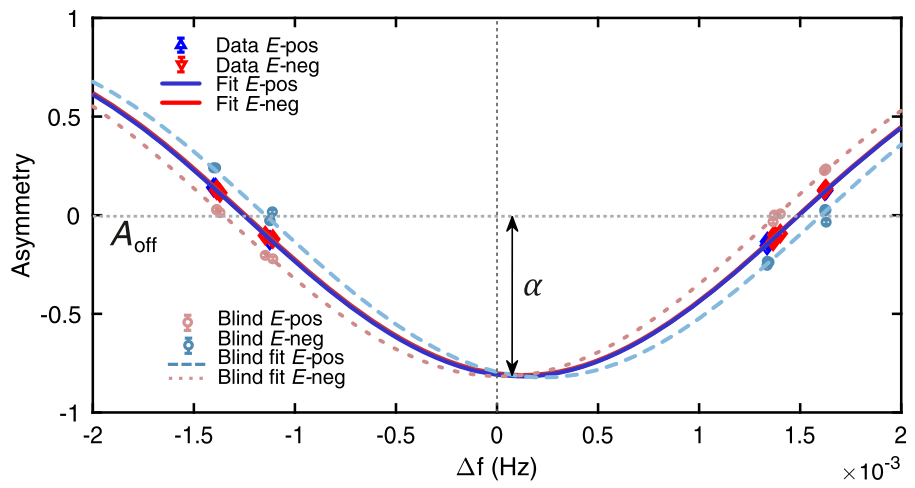 1
0.5
0
-0.5
-1
Asymmetry
Data E-pos
Data E-neg
Fit E-pos
Fit E-neg
A_off
α
Blind E-pos
Blind E-neg
Blind fit E-pos
Blind fit E-neg
-2 -1.5 -1 -0.5 0 0.5 1 1.5 2
Δf (Hz)
×10⁻³